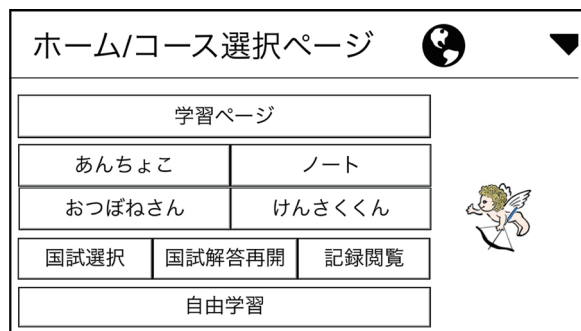 ホーム/コース選択ページ
学習ページ
あんちょこ ノート
おつぼねさん けんさくくん
国試選択 国試解答再開 記録閲覧
自由学習